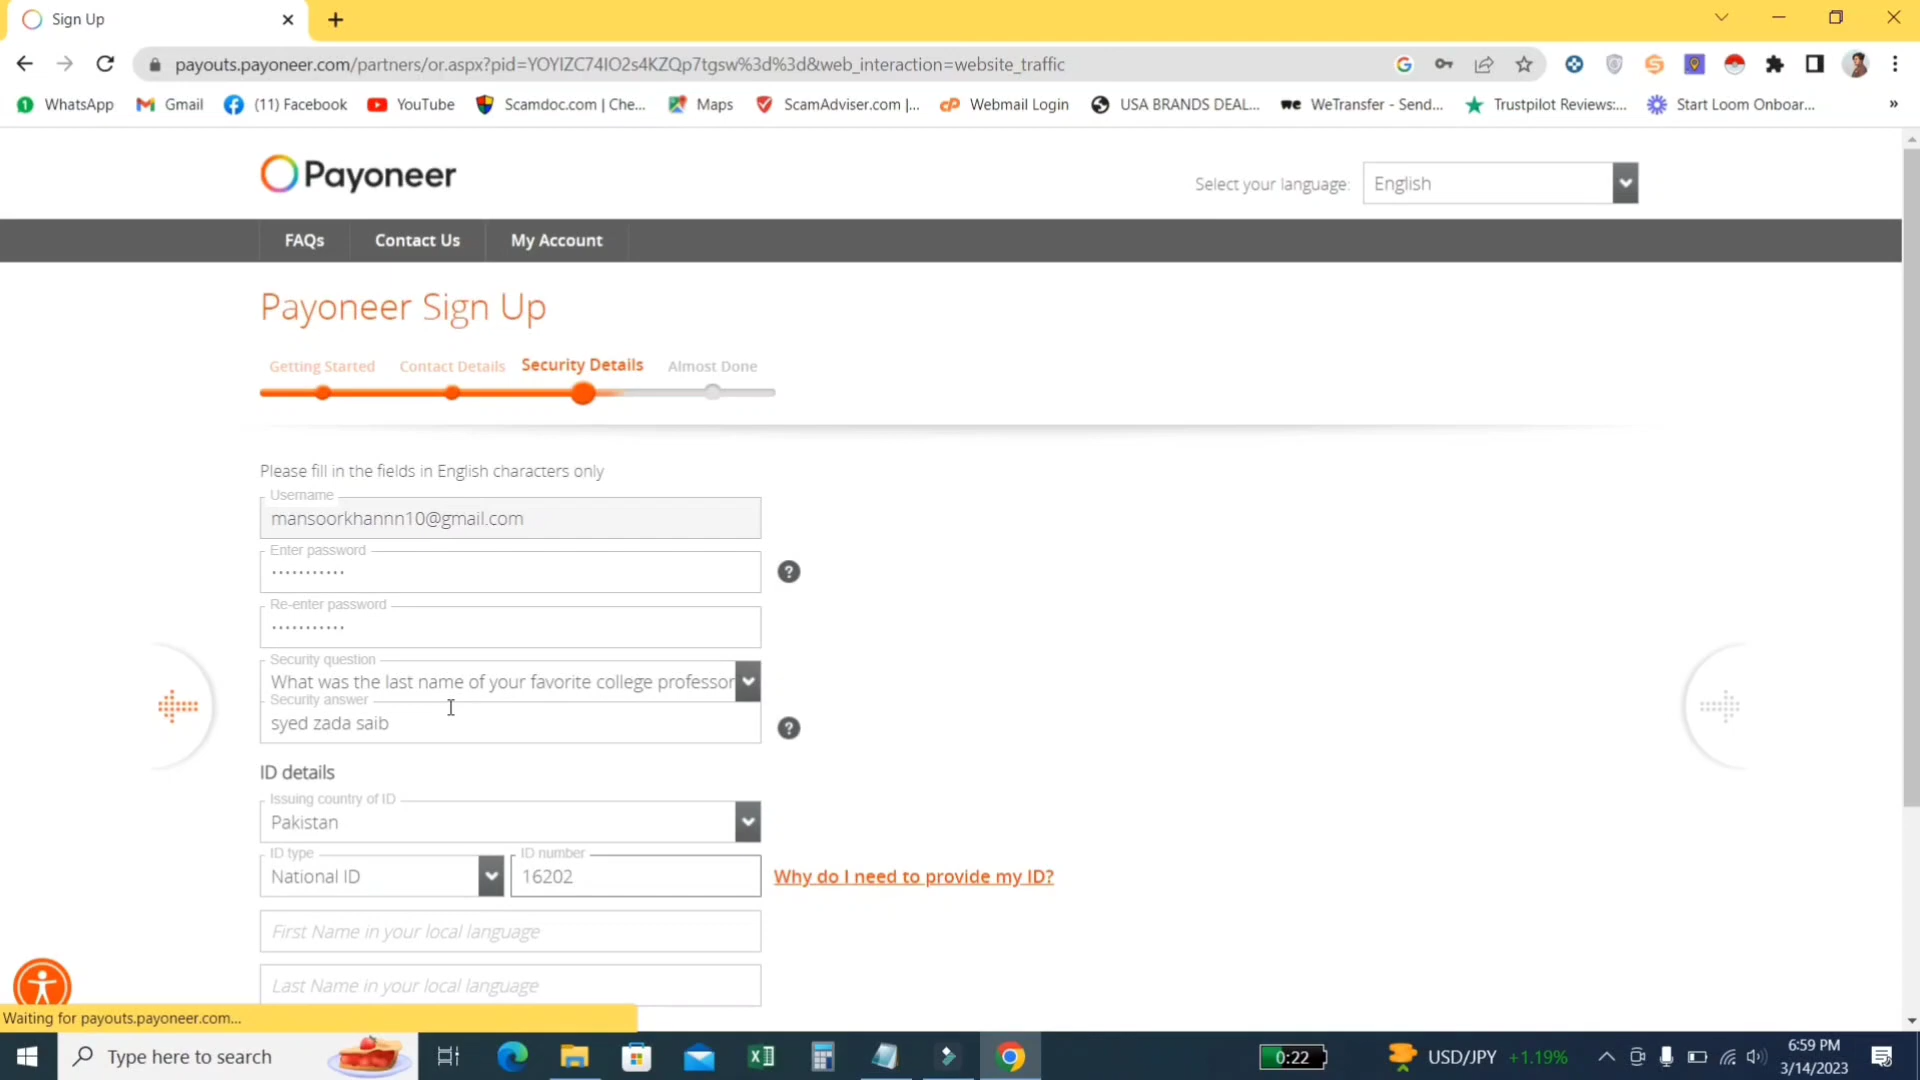 Sign Up
payouts.payoneer.com/partners/or.aspx?pid=YOYIZC74IO2s4KZQp7tgsw%3d%3d&web_interaction=website_traffic
WhatsApp Gmail (11) Facebook YouTube Scamdoc.com | Che... Maps ScamAdviser.com |... Webmail Login USA BRANDS DEAL... WeTransfer - Send... Trustpilot Reviews:... Start Loom Onboar... »
Payoneer
Select your language: English
FAQs Contact Us My Account
Payoneer Sign Up
Getting Started Contact Details Security Details Almost Done
Please fill in the fields in English characters only
Username
mansoorkhannn10@gmail.com
Enter password
Re-enter password
Security question
What was the last name of your favorite college professor
Security answer
syed zada saib
ID details
Issuing country of ID
Pakistan
ID type ID number
National ID 16202 Why do I need to provide my ID?
First Name in your local language
Last Name in your local language
Waiting for payouts.payoneer.com...
Type here to search 0:22 USD/JPY +1.19% 6:59 PM
3/14/2023